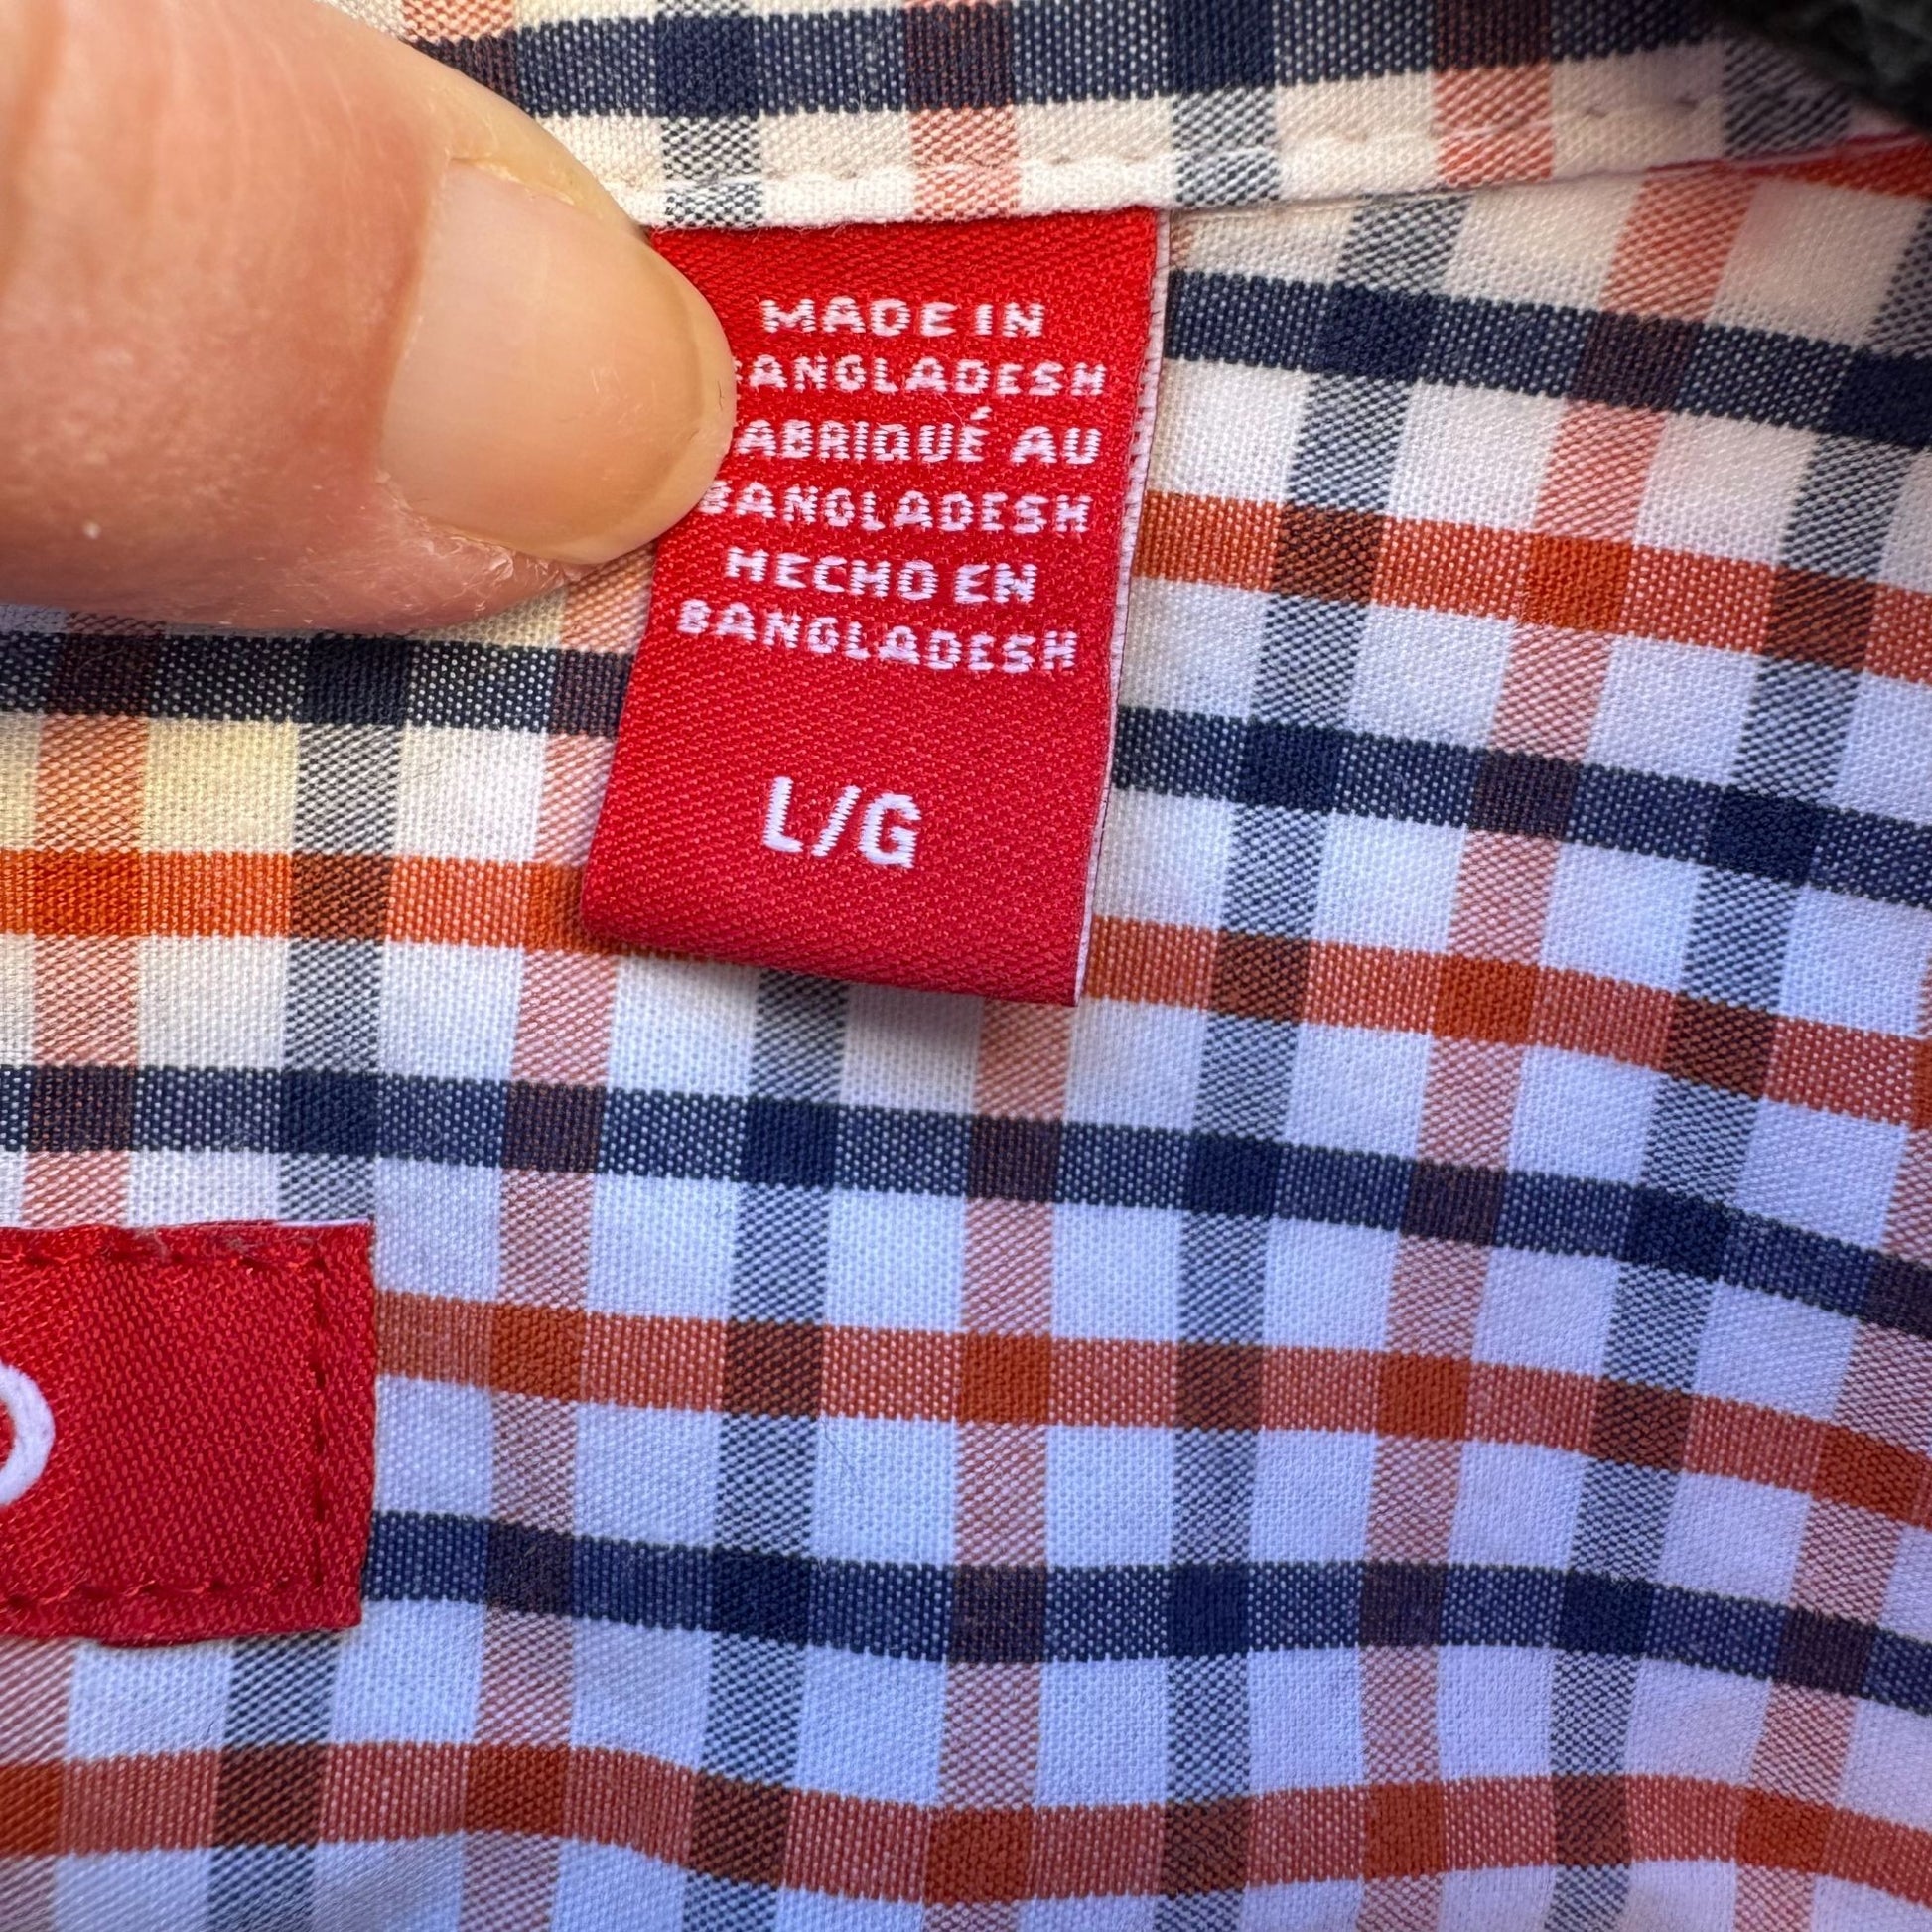 MADE IN
BANGLADESH
FABRIQUÉ AU
BANGLADESH
HECHO EN
BANGLADESH
L/G